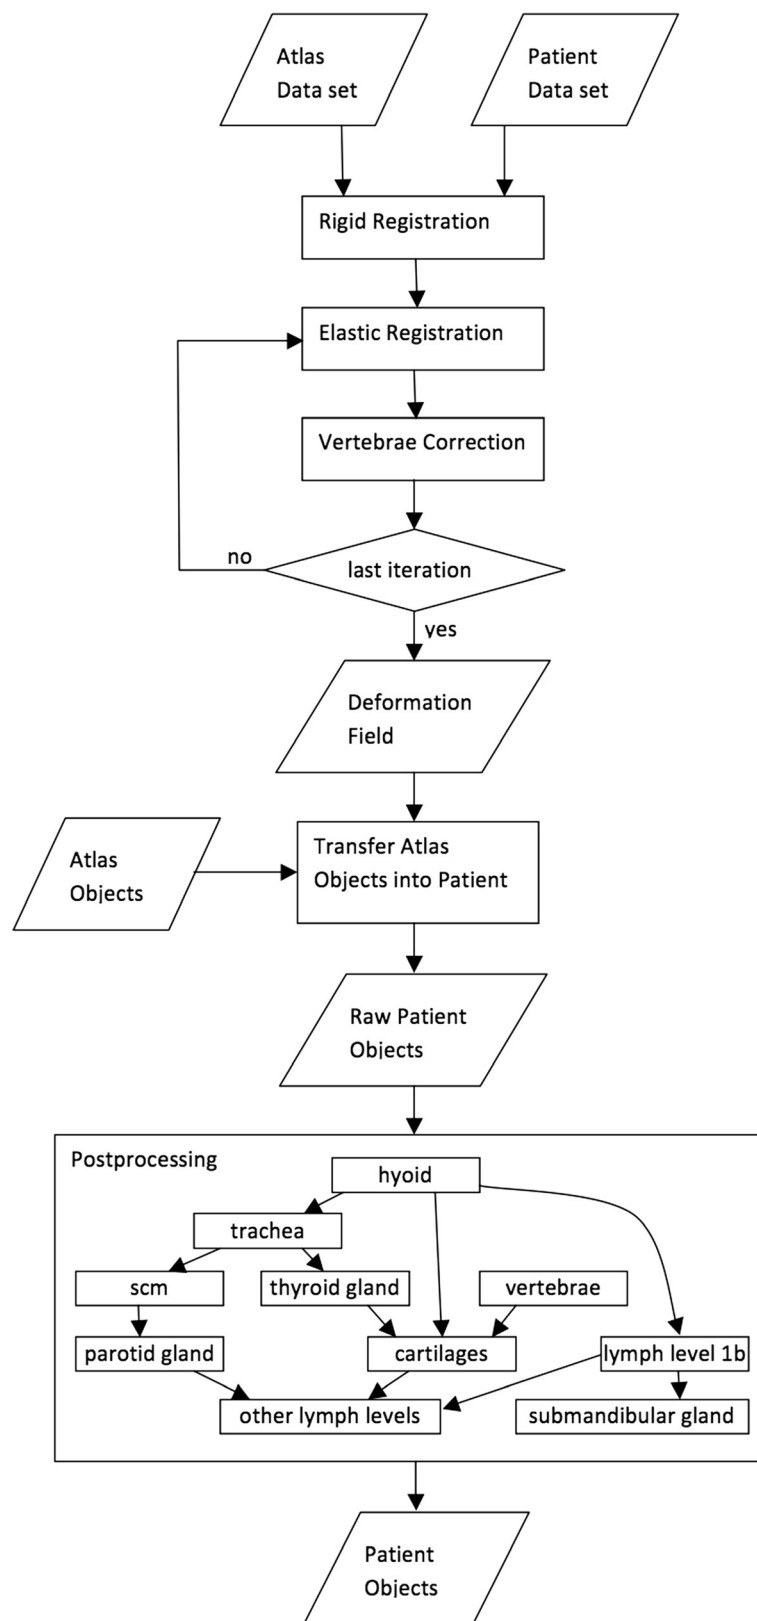 Atlas
Data set
Patient
Data set
Rigid Registration
Elastic Registration
Vertebrae Correction
no
last iteration
yes
Deformation
Field
Atlas
Objects
Transfer Atlas
Objects into Patient
Raw Patient
Objects
Postprocessing
hyoid
trachea
scm
thyroid gland
vertebrae
parotid gland
cartilages
lymph level 1b
other lymph levels
submandibular gland
Patient
Objects